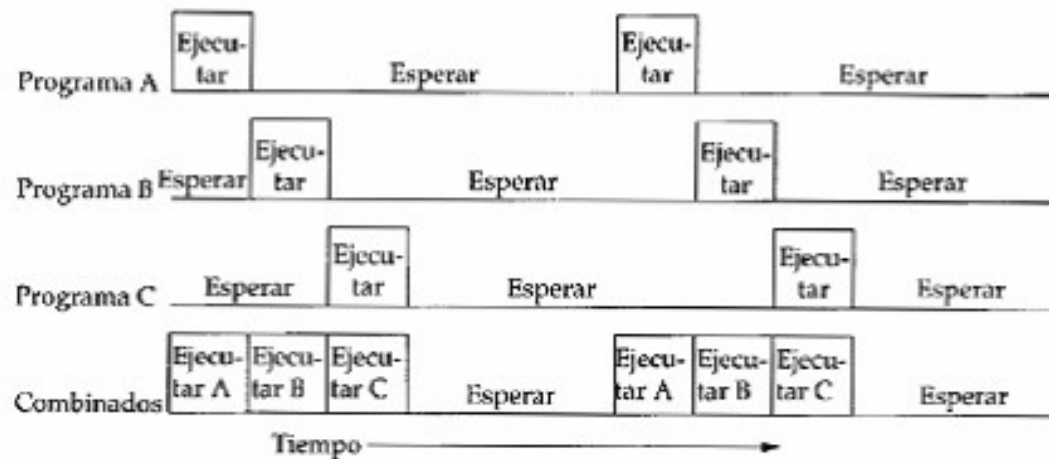 Ejecu-
tar
Esperar
Ejecu-
tar
Esperar
Programa A
Ejecu-
tar
Ejecu-
tar
Programa B Esperar
Esperar
Esperar
Ejecu-
tar
Ejecu-
tar
Programa C
Esperar
Esperar
Esperar
Ejecu-
tar A
Ejecu-
tar B
Ejecu-
tar C
Ejecu-
tar A
Ejecu-
tar B
Ejecu-
tar C
Combinados
Esperar
Esperar
Tiempo